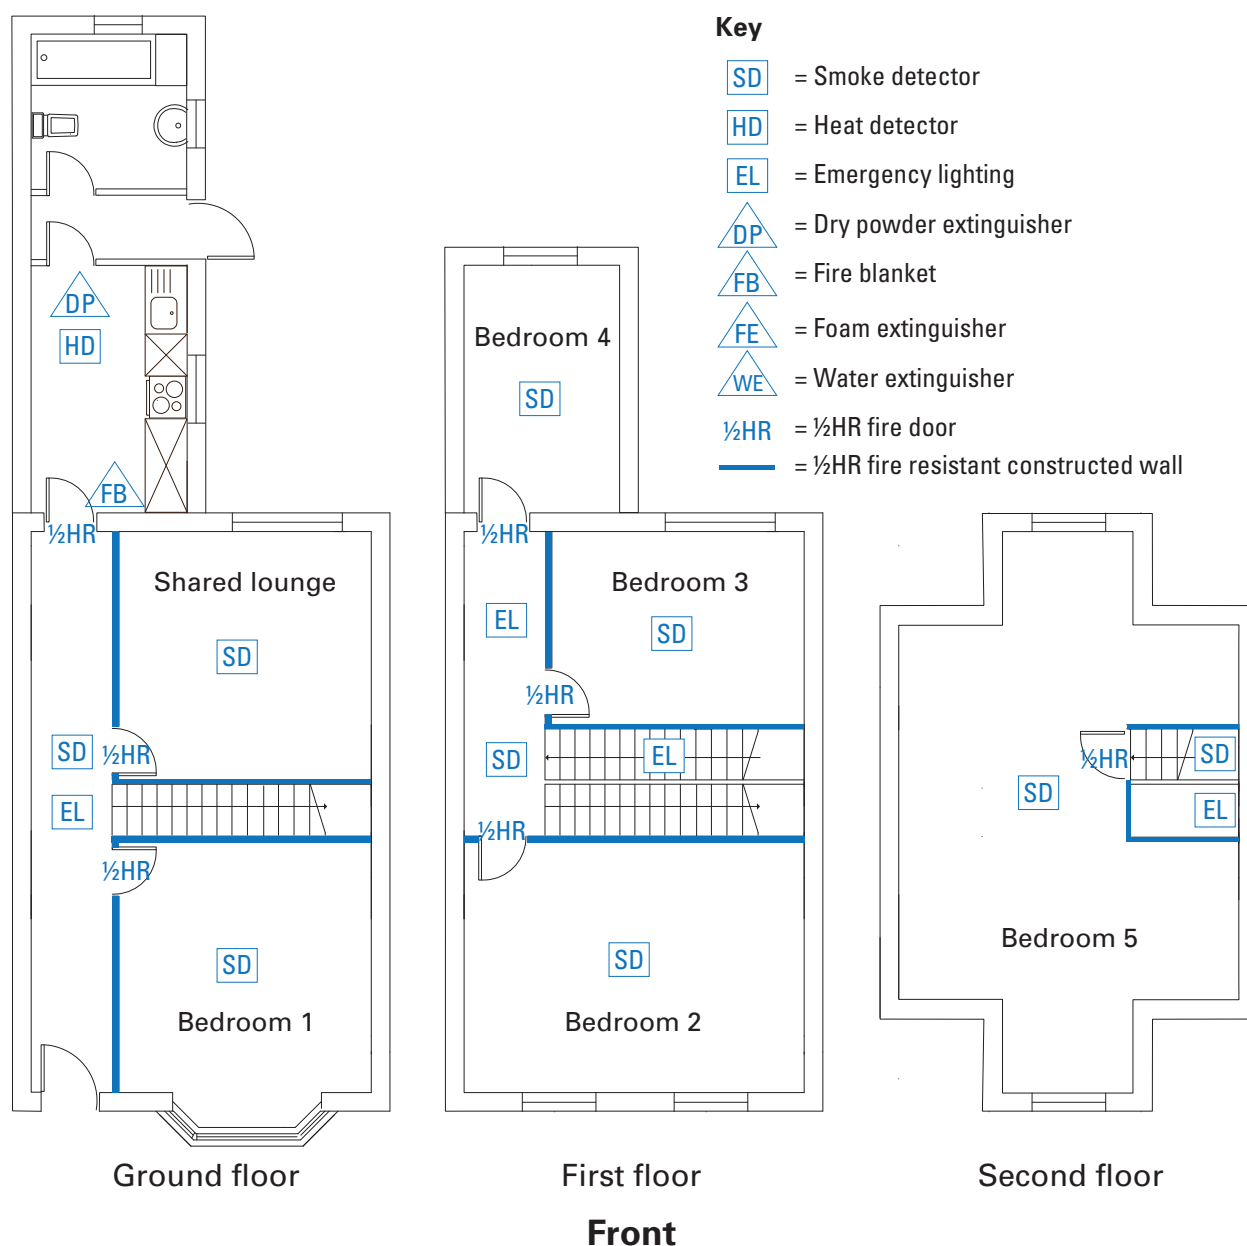 Key
SD = Smoke detector
HD = Heat detector
EL = Emergency lighting
DP = Dry powder extinguisher
FB = Fire blanket
FE = Foam extinguisher
WE = Water extinguisher
½HR = ½HR fire door
= ½HR fire resistant constructed wall
DP
HD
FB
½HR
Shared lounge
SD
SD
½HR
EL
½HR
SD
Bedroom 1
Ground floor
Bedroom 4
SD
½HR
EL
Bedroom 3
SD
½HR
SD
EL
½HR
SD
Bedroom 2
First floor
½HR
SD
SD
EL
Bedroom 5
Second floor
Front